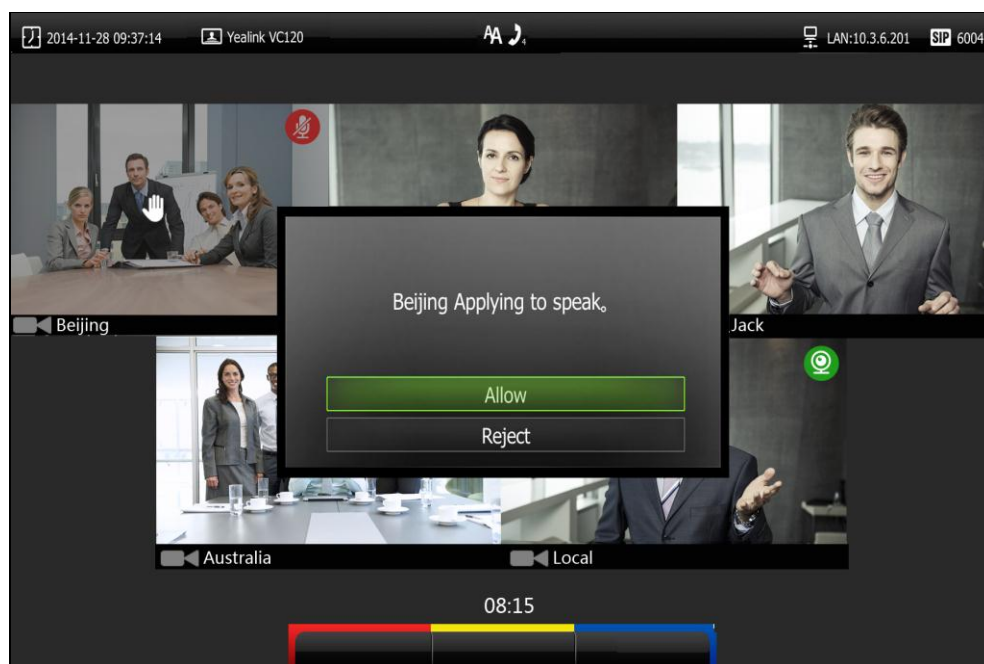 2014-11-28 09:37:14 Yealink VC120 AA 4 LAN:10.3.6.201 SIP 6004
Beijing Applying to speak。
Allow
Reject
Beijing
Jack
Australia
Local
08:15